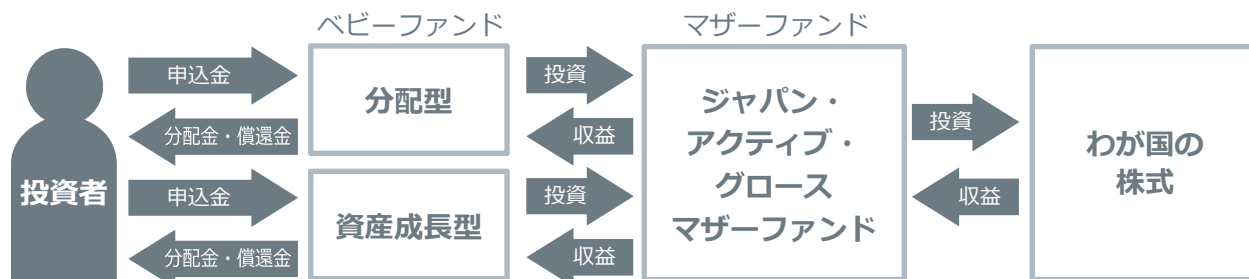 ベビーファンド
マザーファンド
投資者
申込金
分配金・償還金
申込金
分配金・償還金
分配型
資産成長型
投資
収益
投資
収益
ジャパン・
アクティブ・
グロース
マザーファンド
投資
収益
わが国の
株式